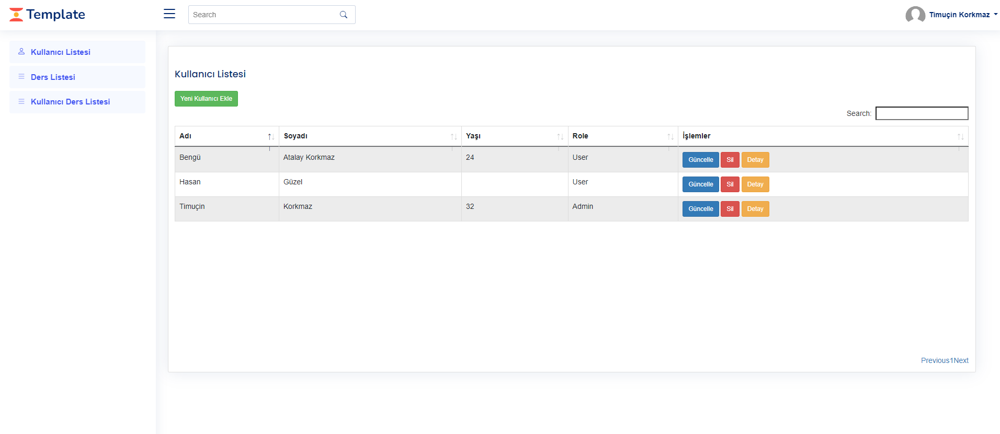 Template
Search
Timuçin Korkmaz
Kullanıcı Listesi
Ders Listesi
Kullanıcı Ders Listesi
Kullanıcı Listesi
Yeni Kullanıcı Ekle
Search:
Adı Soyadı Yaşı Role İşlemler
Bengü Atalay Korkmaz 24 User Güncelle Sil Detay
Hasan Güzel User Güncelle Sil Detay
Timuçin Korkmaz 32 Admin Güncelle Sil Detay
Previous1Next